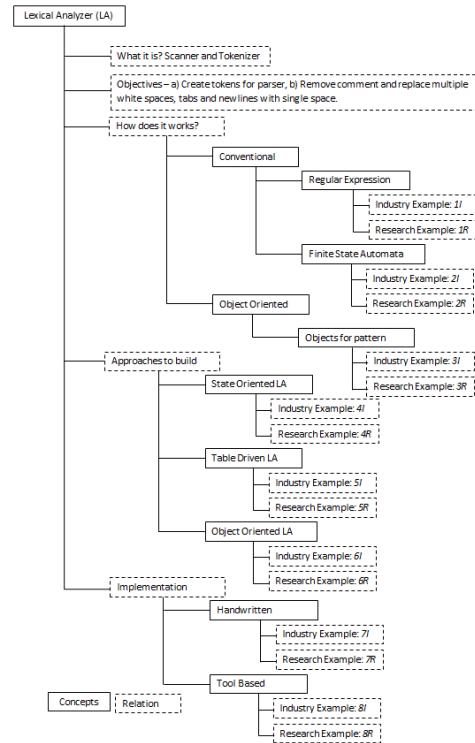 Lexical Analyzer (LA)
What it is? Scanner and Tokenizer
Objectives – a) Create tokens for parser, b) Remove comment and replace multiple
white spaces, tabs and new lines with single space.
How does it works?
Conventional
Regular Expression
Industry Example: 1I
Research Example: 1R
Finite State Automata
Industry Example: 2I
Research Example: 2R
Object Oriented
Objects for pattern
Industry Example: 3I
Research Example: 3R
Approaches to build
State Oriented LA
Industry Example: 4I
Research Example: 4R
Table Driven LA
Industry Example: 5I
Research Example: 5R
Object Oriented LA
Industry Example: 6I
Research Example: 6R
Implementation
Handwritten
Industry Example: 7I
Research Example: 7R
Tool Based
Industry Example: 8I
Research Example: 8R
Concepts
Relation